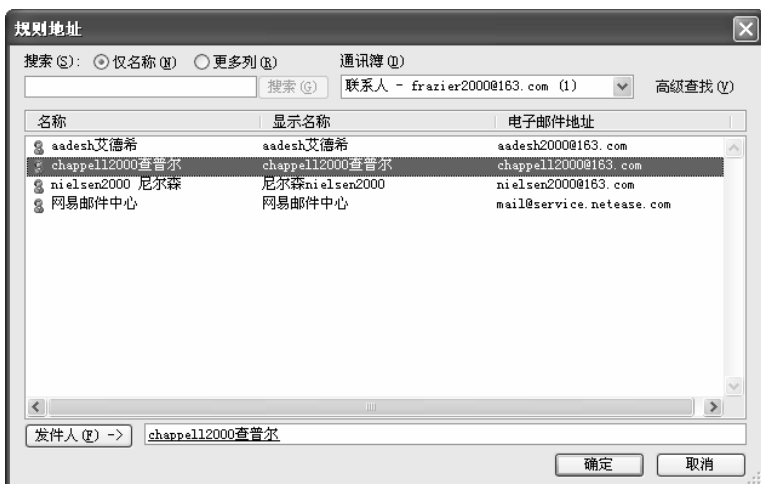 规则地址
搜索(S): 仅名称(N) 更多列(R) 通讯簿(D)
搜索(G) 联系人 - frazier2000@163.com (1) 高级查找(V)
名称 显示名称 电子邮件地址
aadesh艾德希 aadesh艾德希 aadesh2000@163.com
chappell2000查普尔 chappell2000查普尔 chappell2000@163.com
nielsen2000 尼尔森 尼尔森nielsen2000 nielsen2000@163.com
网易邮件中心 网易邮件中心 mail@service.netease.com
发件人(F) -> chappell2000查普尔
确定 取消